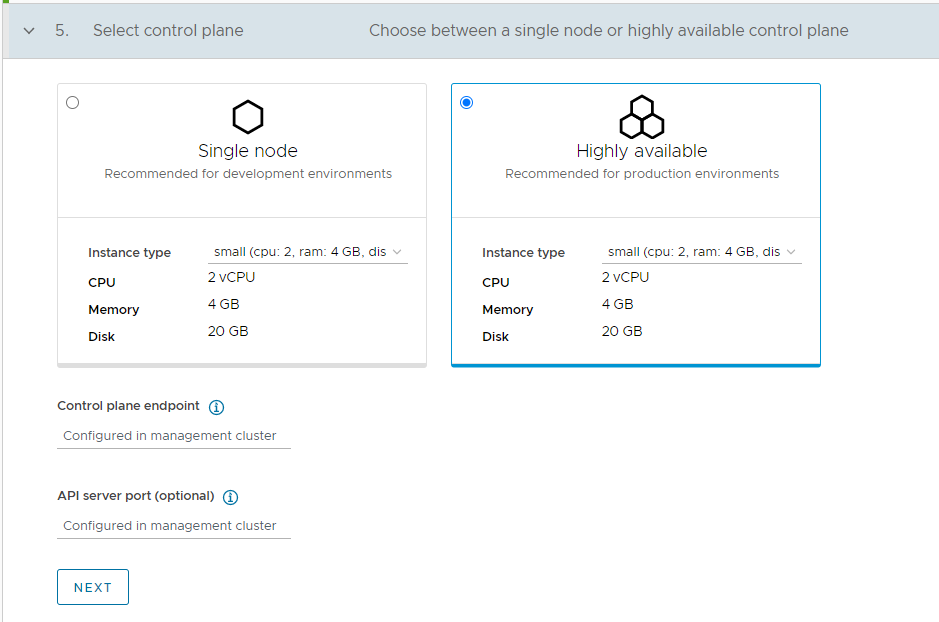 5. Select control plane Choose between a single node or highly available control plane
Single node
Recommended for development environments
Instance type small (cpu: 2, ram: 4 GB, dis
CPU 2 vCPU
Memory 4 GB
Disk 20 GB
Highly available
Recommended for production environments
Instance type small (cpu: 2, ram: 4 GB, dis
CPU 2 vCPU
Memory 4 GB
Disk 20 GB
Control plane endpoint
Configured in management cluster
API server port (optional)
Configured in management cluster
NEXT